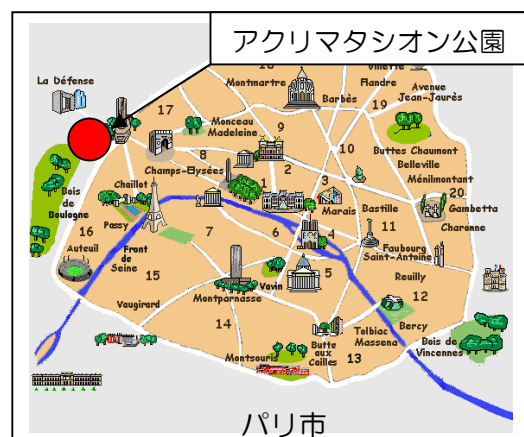 アクリマタシオン公園
La Défense
Montmartre
Flandre
Barbès
Avenue
Jean-Jaurès
17
19
Monceau
Madeleine
9
10
Buttes Chaumont
Belleville
Ménilmontant
8
Champs-Elysées
1
2
3
20
Gambetta
Charonne
Bois
de
Boulogne
Chaillot
Marais
Bastille
11
Passy
16
Auteuil
Front
de
Seine
7
6
4
Faubourg
Saint-Antoine
15
Vavin
5
Reuilly
12
Montparnasse
Vaugirard
14
Tolbiac
Massena
Bercy
Bois de
Vincennes
Butte
aux
Cailles
13
Montsouris
パリ市